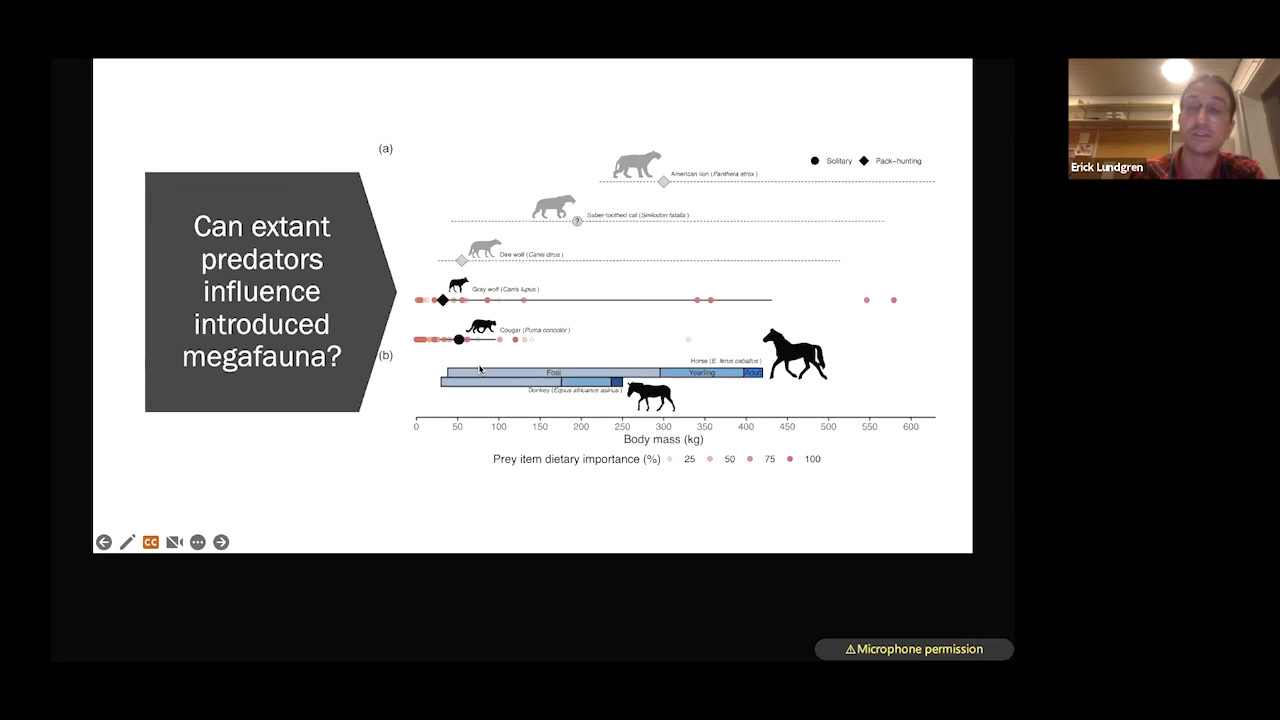 Can extant
predators
influence
introduced
megafauna?
(a)
Solitary
Pack-hunting
American lion (Panthera atrox)
?
Saber-toothed cat (Smilodon fatalis)
Dire wolf (Canis dirus)
Gray wolf (Canis lupus)
Cougar (Puma concolor)
(b)
Horse (E. ferus caballus)
Foal
Yearling
Adult
Donkey (Equus africanus asinus)
0 50 100 150 200 250 300 350 400 450 500 550 600
Body mass (kg)
Prey item dietary importance (%) 25 50 75 100
CC
Erick Lundgren
Microphone permission